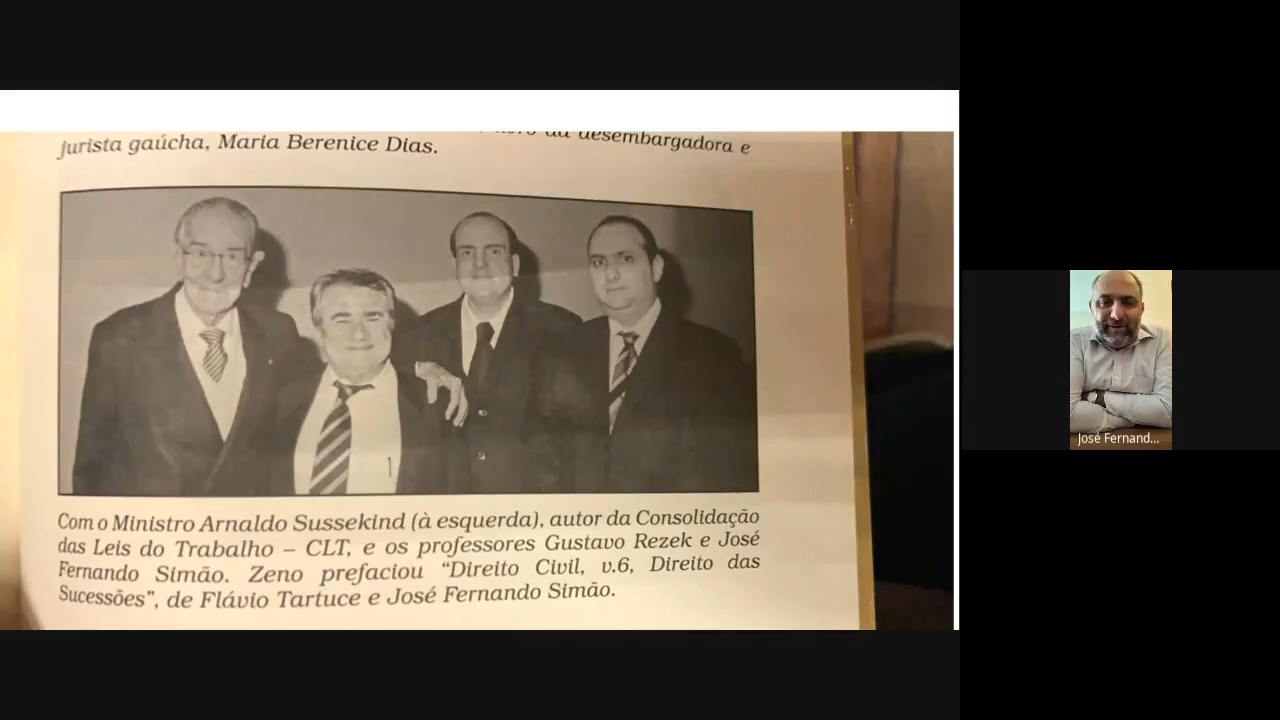 desembargadora e
jurista gaúcha, Maria Berenice Dias.
Com o Ministro Arnaldo Sussekind (à esquerda), autor da Consolidação
das Leis do Trabalho – CLT, e os professores Gustavo Rezek e José
Fernando Simão. Zeno prefaciou “Direito Civil, v.6, Direito das
Sucessões”, de Flávio Tartuce e José Fernando Simão.
José Fernand...